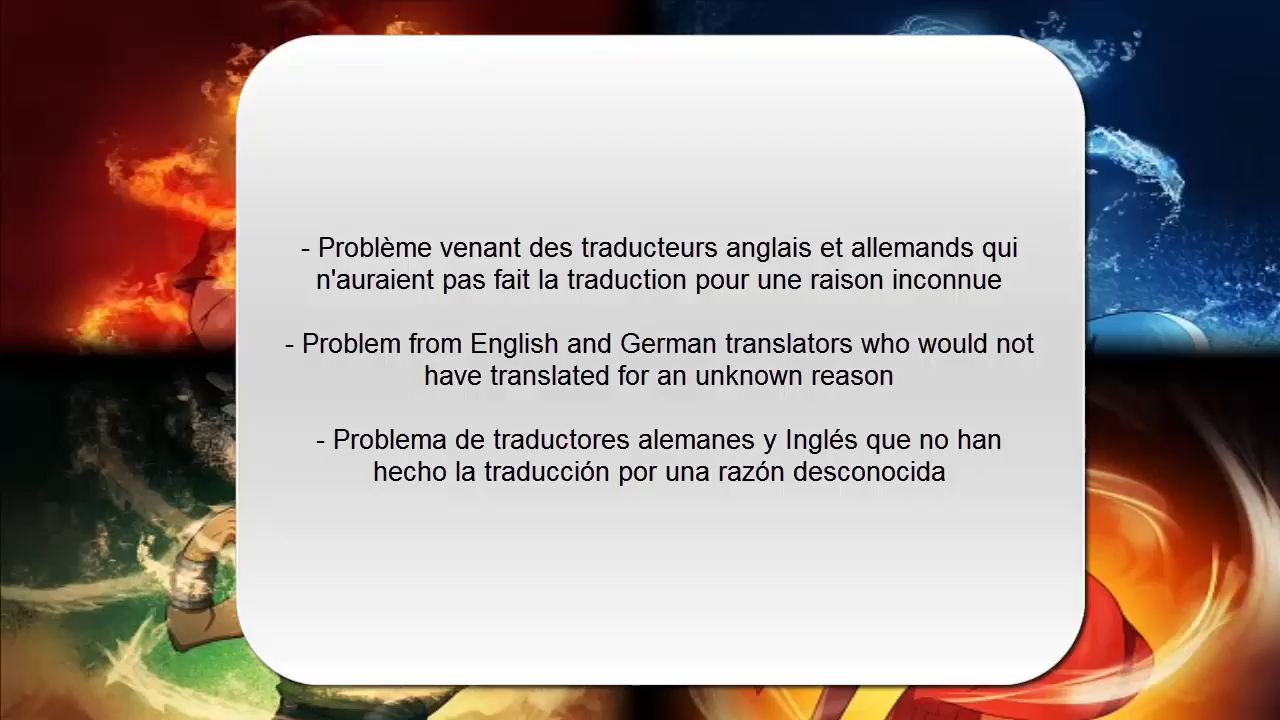 - Problème venant des traducteurs anglais et allemands qui
n'auraient pas fait la traduction pour une raison inconnue
- Problem from English and German translators who would not
have translated for an unknown reason
- Problema de traductores alemanes y Inglés que no han
hecho la traducción por una razón desconocida